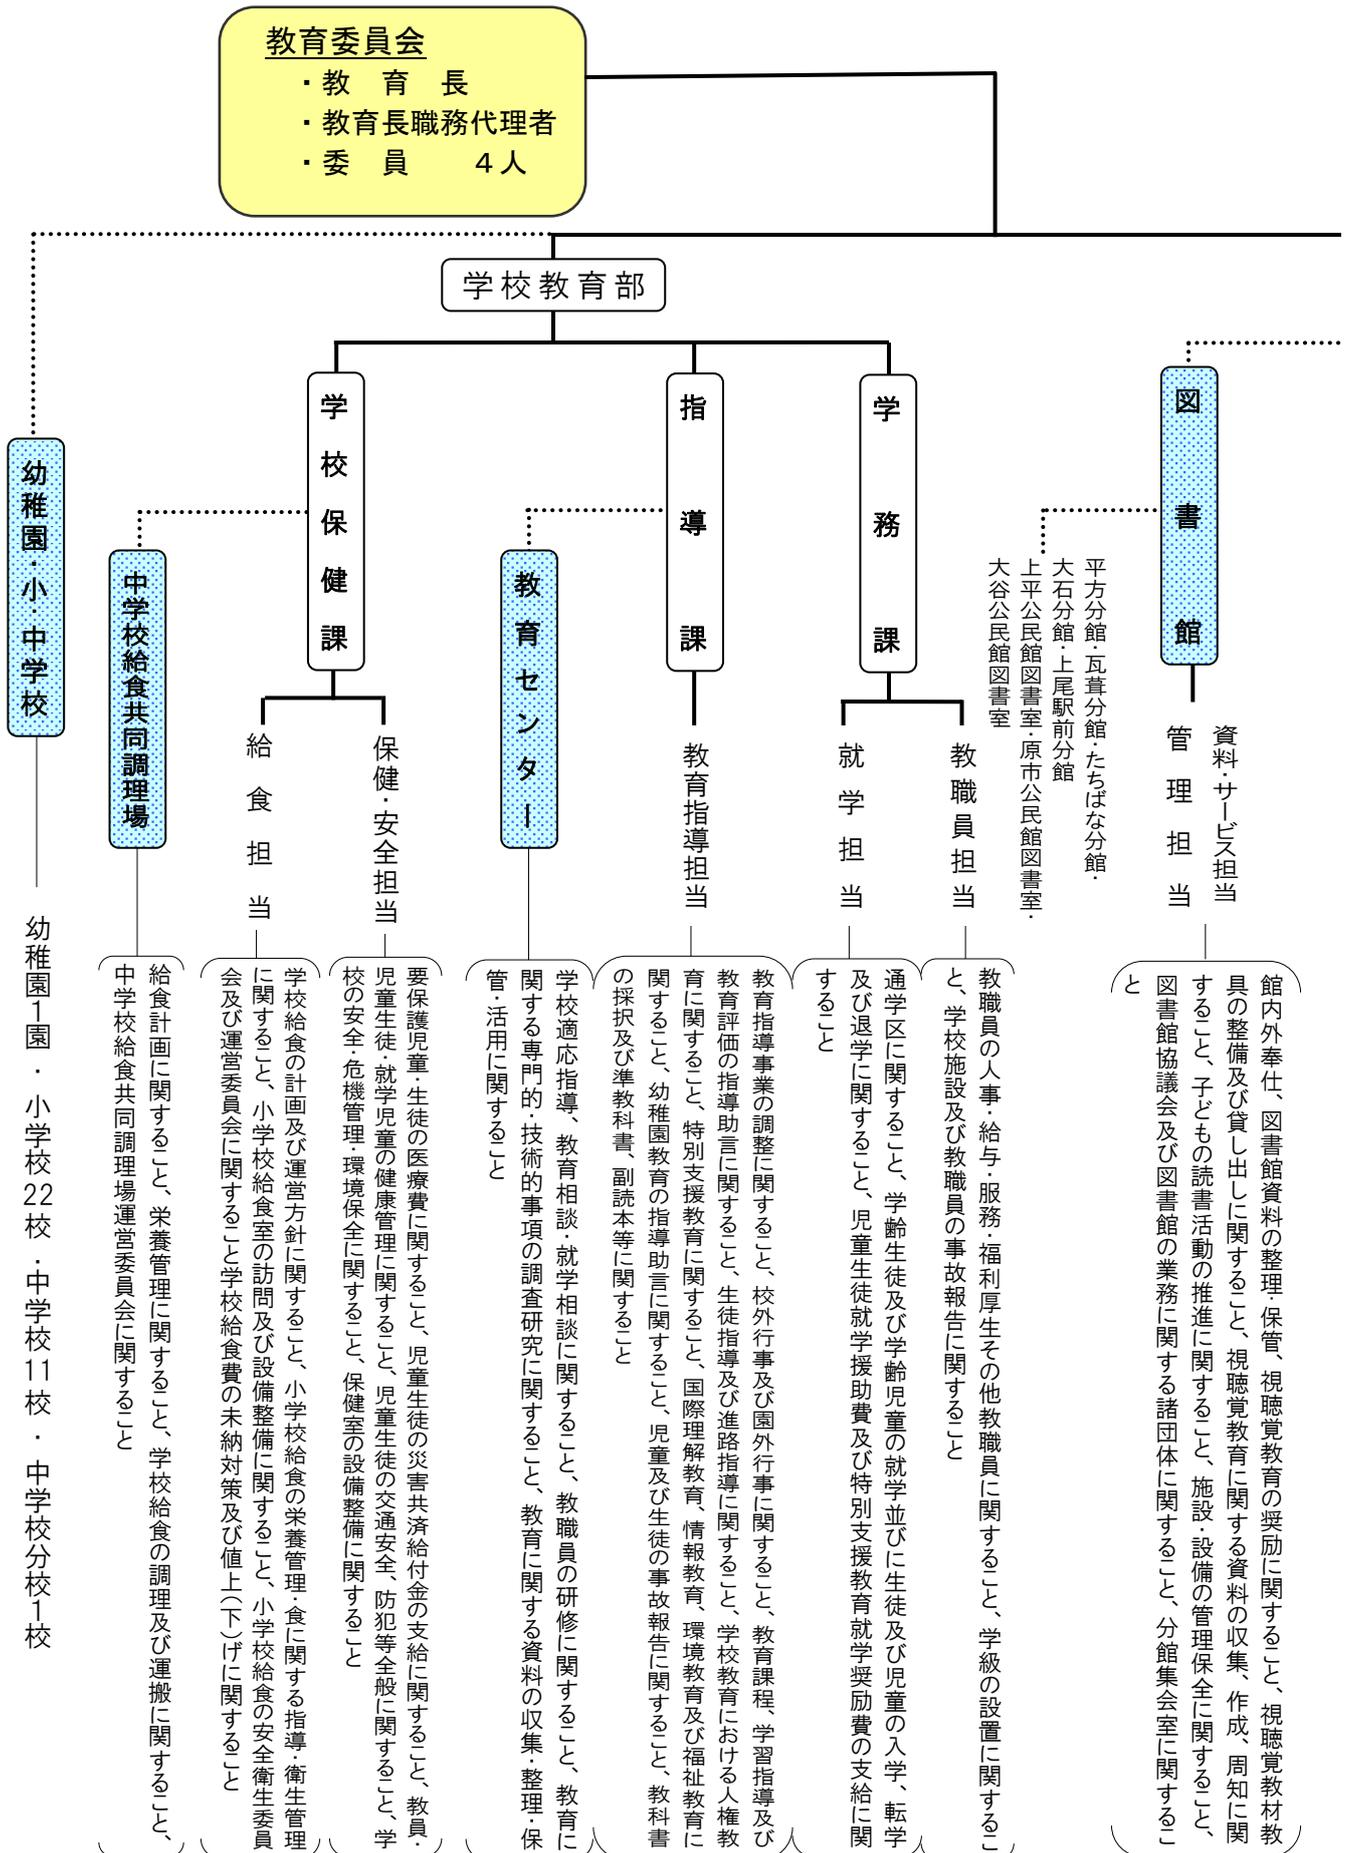 教育委員会
・教　育　長
・教育長職務代理者
・委　員　　４人
学校教育部
図書館
資料・サービス担当
管理担当
館内外奉仕、図書館資料の整理・保管、視聴覚教育の奨励に関すること、視聴覚教材教
具の整備及び貸し出しに関すること、視聴覚教育に関する資料の収集、作成、周知に関
すること、子どもの読書活動の推進に関すること、施設・設備の管理保全に関すること、
図書館協議会及び図書館の業務に関する諸団体に関すること、分館集会室に関するこ
と
平方分館・瓦葺分館・たちばな分館・
大石分館・上尾駅前分館
上平公民館図書室・原市公民館図書室・
大谷公民館図書室
学務課
教職員担当
教職員の人事・給与・服務・福利厚生その他教職員に関すること、学級の設置に関するこ
と、学校施設及び教職員の事故報告に関すること
就学担当
通学区に関すること、学齢生徒及び学齢児童の就学並びに生徒及び児童の入学、転学
及び退学に関すること、児童生徒就学援助費及び特別支援教育就学奨励費の支給に関
すること
指導課
教育指導担当
教育指導事業の調整に関すること、校外行事及び園外行事に関すること、教育課程、学習指導及び
教育評価の指導助言に関すること、生徒指導及び進路指導に関すること、学校教育における人権教
育に関すること、特別支援教育に関すること、国際理解教育、情報教育、環境教育及び福祉教育に
関すること、幼稚園教育の指導助言に関すること、児童及び生徒の事故報告に関すること、教科書
の採択及び準教科書、副読本等に関すること
教育センター
学校適応指導、教育相談・就学相談に関すること、教職員の研修に関すること、教育に
関する専門的・技術的事項の調査研究に関すること、教育に関する資料の収集・整理・保
管・活用に関すること
学校保健課
保健・安全担当
要保護児童・生徒の医療費に関すること、児童生徒の災害共済給付金の支給に関すること、教員・
児童生徒・就学児童の健康管理に関すること、児童生徒の交通安全、防犯等全般に関すること、学
校の安全・危機管理・環境保全に関すること、保健室の設備整備に関すること
給食担当
学校給食の計画及び運営方針に関すること、小学校給食の栄養管理・食に関する指導・衛生管理
に関すること、小学校給食室の訪問及び設備整備に関すること、小学校給食の安全衛生委員
会及び運営委員会に関すること学校給食費の未納対策及び値上（下）げに関すること
中学校給食共同調理場
給食計画に関すること、栄養管理に関すること、学校給食の調理及び運搬に関すること、
中学校給食共同調理場運営委員会に関すること
幼稚園・小・中学校
幼稚園1園 ・ 小学校22校 ・中学校11校 ・ 中学校分校1校